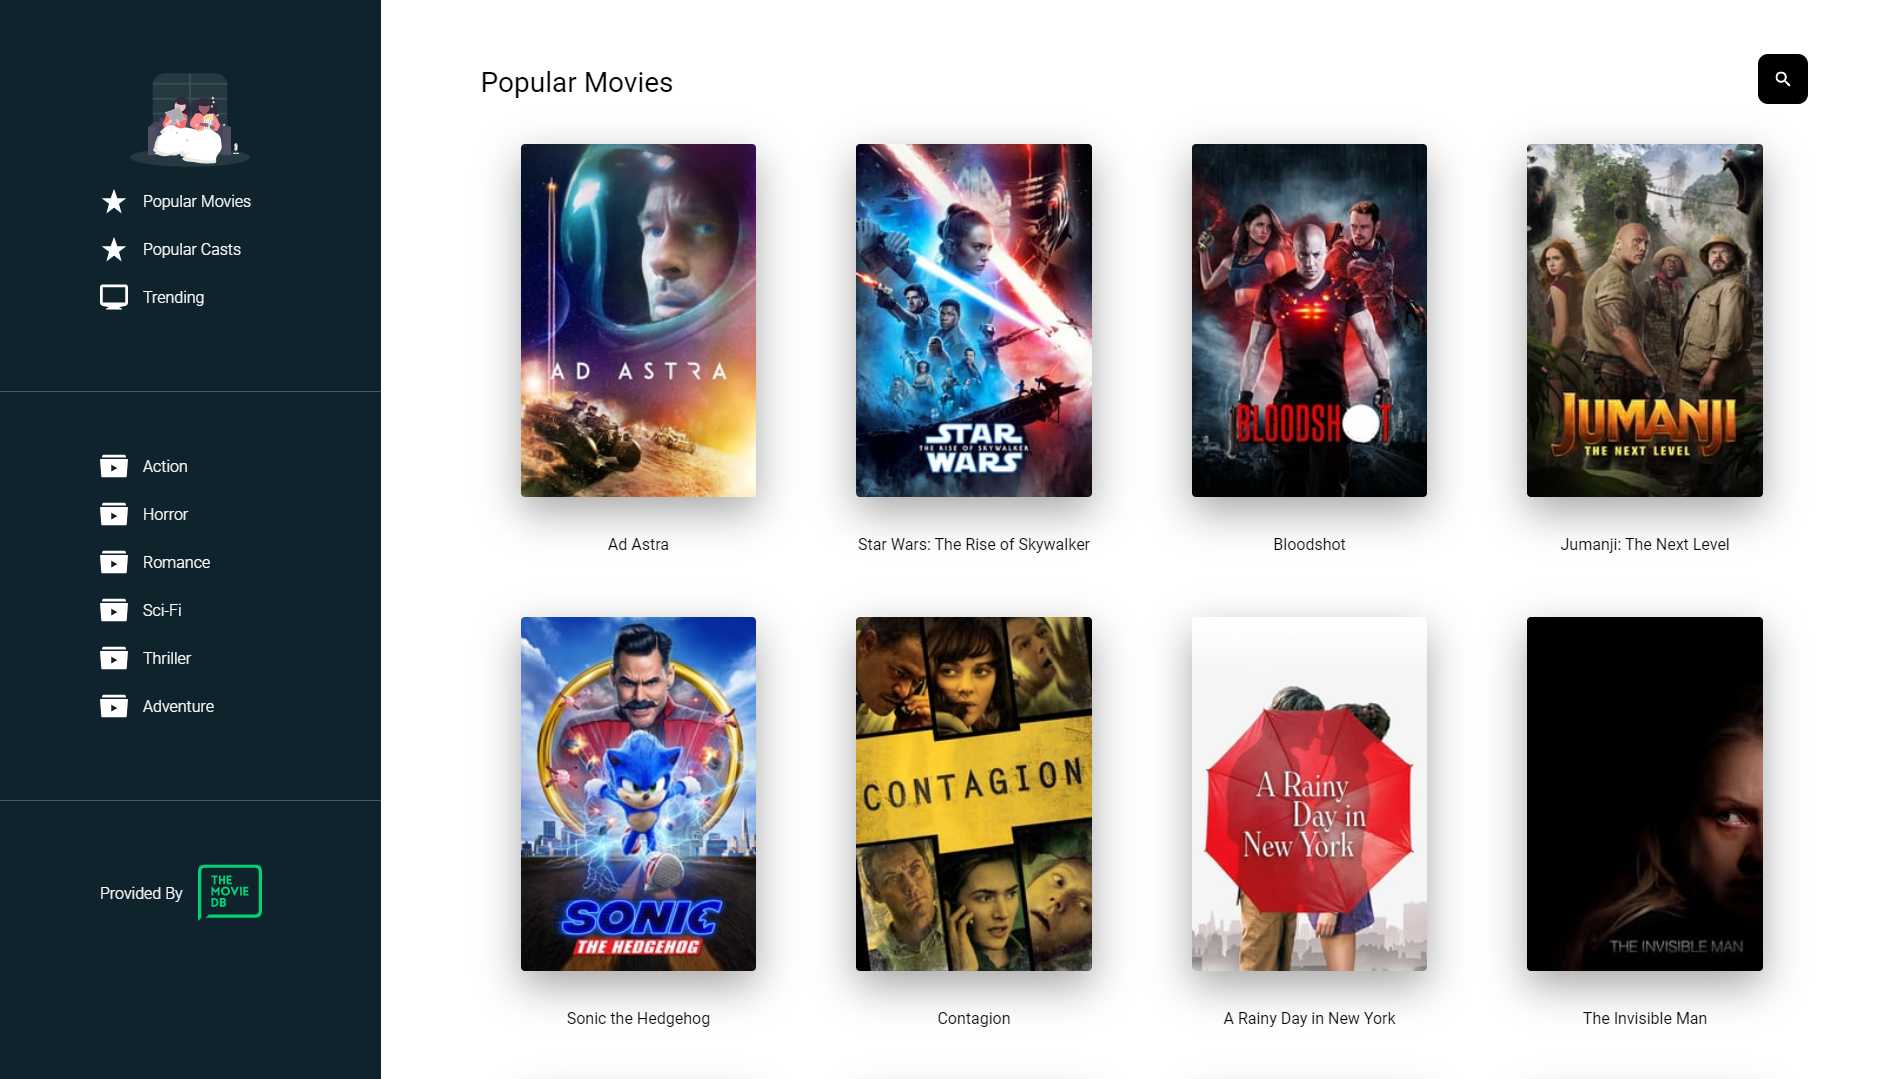 Popular Movies
Popular Casts
Trending
Action
Horror
Romance
Sci-Fi
Thriller
Adventure
Provided By
THE
MOVIE
DB
Popular Movies
AD ASTRA
Ad Astra
STAR
THE RISE OF SKYWALKER
WARS
Star Wars: The Rise of Skywalker
BLOODSHOT
Bloodshot
JUMANJI
THE NEXT LEVEL
Jumanji: The Next Level
SONIC
THE HEDGEHOG
Sonic the Hedgehog
CONTAGION
Contagion
A Rainy
Day in
New York
A Rainy Day in New York
THE INVISIBLE MAN
The Invisible Man